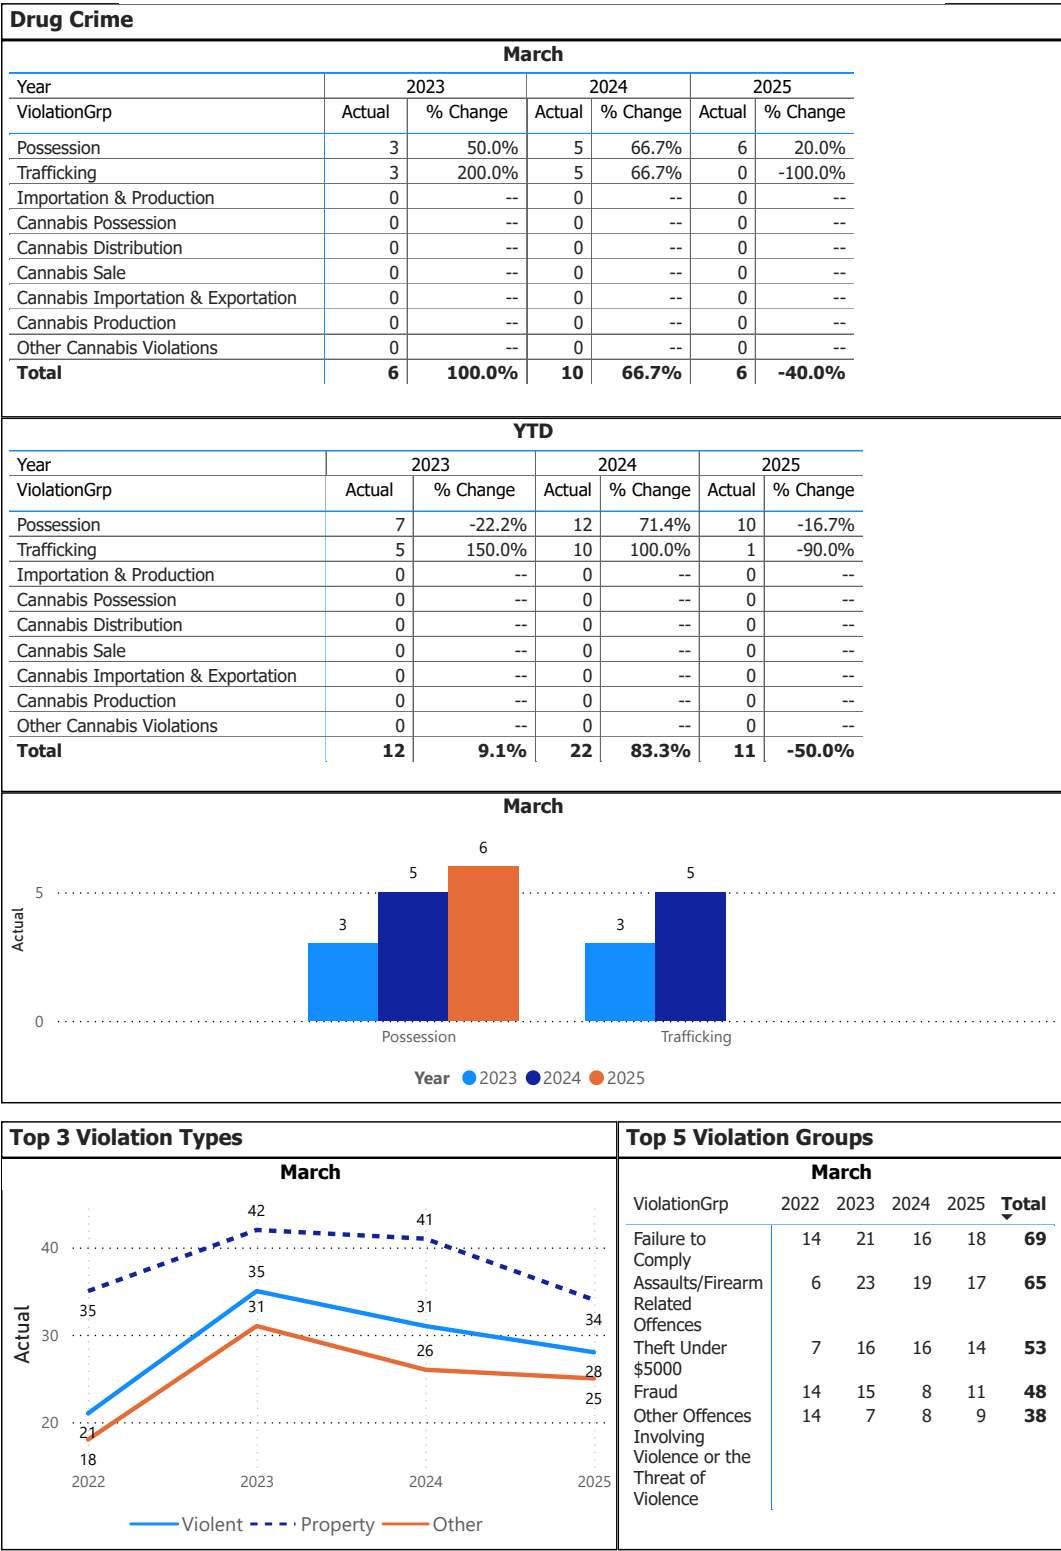 Drug Crime
March
Year 2023 2024 2025
ViolationGrp Actual % Change Actual % Change Actual % Change
Possession 3 50.0% 5 66.7% 6 20.0%
Trafficking 3 200.0% 5 66.7% 0 -100.0%
Importation & Production 0 -- 0 -- 0 --
Cannabis Possession 0 -- 0 -- 0 --
Cannabis Distribution 0 -- 0 -- 0 --
Cannabis Sale 0 -- 0 -- 0 --
Cannabis Importation & Exportation 0 -- 0 -- 0 --
Cannabis Production 0 -- 0 -- 0 --
Other Cannabis Violations 0 -- 0 -- 0 --
Total 6 100.0% 10 66.7% 6 -40.0%
YTD
Year 2023 2024 2025
ViolationGrp Actual % Change Actual % Change Actual % Change
Possession 7 -22.2% 12 71.4% 10 -16.7%
Trafficking 5 150.0% 10 100.0% 1 -90.0%
Importation & Production 0 -- 0 -- 0 --
Cannabis Possession 0 -- 0 -- 0 --
Cannabis Distribution 0 -- 0 -- 0 --
Cannabis Sale 0 -- 0 -- 0 --
Cannabis Importation & Exportation 0 -- 0 -- 0 --
Cannabis Production 0 -- 0 -- 0 --
Other Cannabis Violations 0 -- 0 -- 0 --
Total 12 9.1% 22 83.3% 11 -50.0%
March
Actual
6
5 5
5
3 3
0
Possession Trafficking
Year 2023 2024 2025
Top 3 Violation Types
March
Actual
42
41
40
35
35
31 31
34
30
26
28
25
20
21
18
2022 2023 2024 2025
Violent Property Other
Top 5 Violation Groups
March
ViolationGrp 2022 2023 2024 2025 Total
Failure to 14 21 16 18 69
Comply
Assaults/Firearm 6 23 19 17 65
Related
Offences
Theft Under 7 16 16 14 53
$5000
Fraud 14 15 8 11 48
Other Offences 14 7 8 9 38
Involving
Violence or the
Threat of
Violence